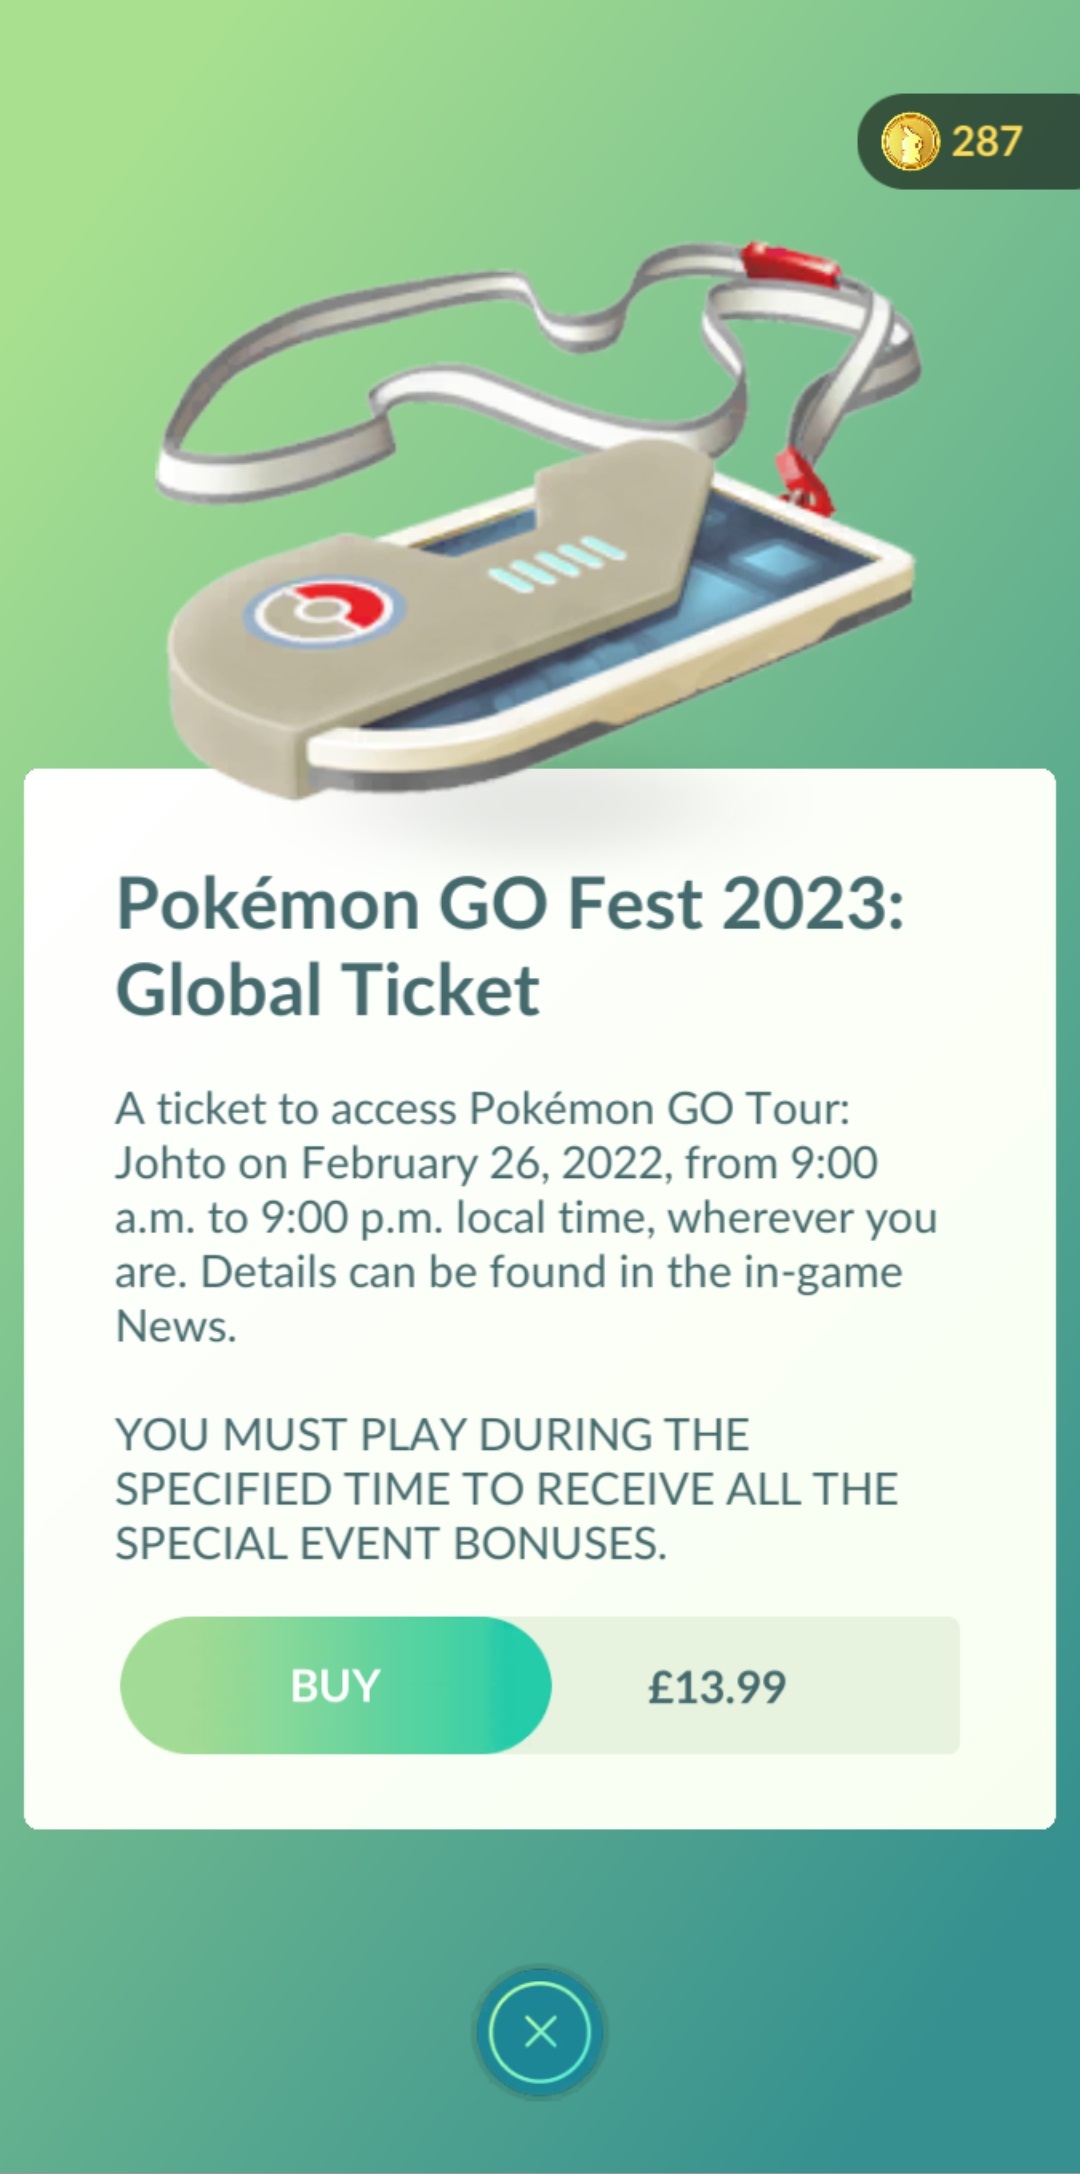 287
Pokémon GO Fest 2023:
Global Ticket
A ticket to access Pokémon GO Tour:
Johto on February 26, 2022, from 9:00
a.m. to 9:00 p.m. local time, wherever you
are. Details can be found in the in-game
News.
YOU MUST PLAY DURING THE
SPECIFIED TIME TO RECEIVE ALL THE
SPECIAL EVENT BONUSES.
BUY £13.99